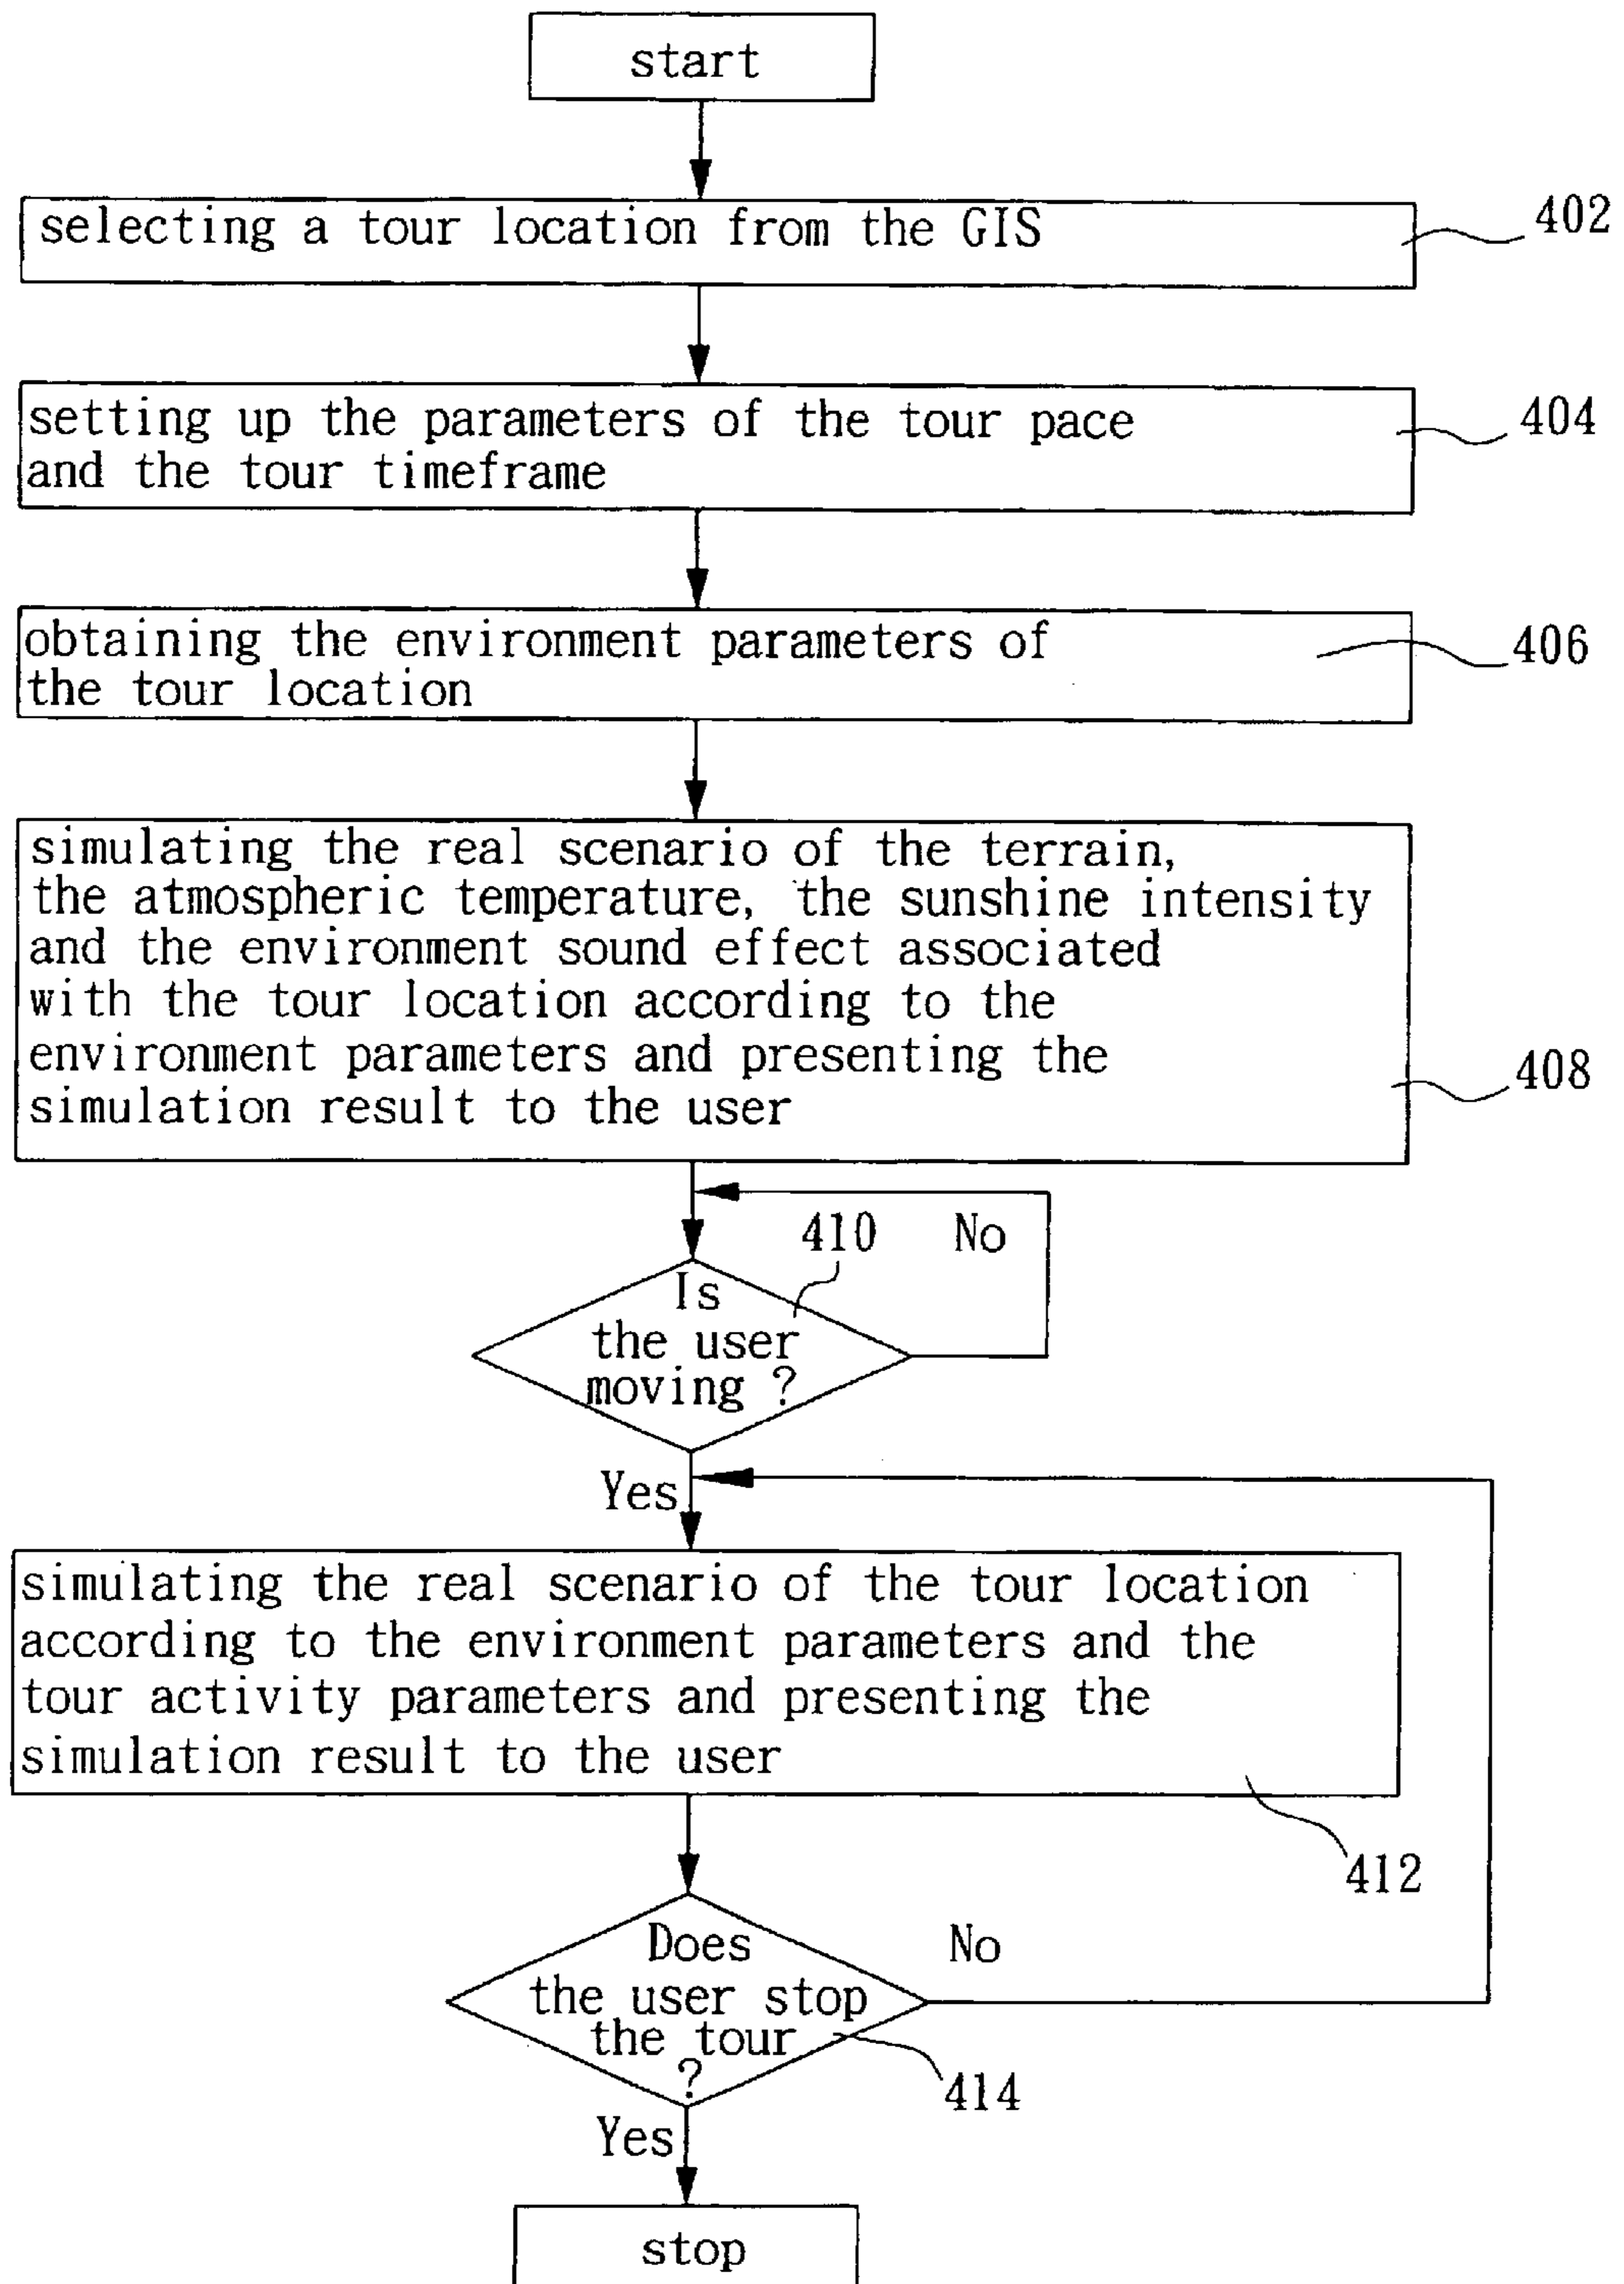 start
selecting a tour location from the GIS
402
setting up the parameters of the tour pace
and the tour timeframe
404
obtaining the environment parameters of
the tour location
406
simulating the real scenario of the terrain,
the atmospheric temperature, the sunshine intensity
and the environment sound effect associated
with the tour location according to the
environment parameters and presenting the
simulation result to the user
408
410
No
Is
the user
moving ?
Yes
simulating the real scenario of the tour location
according to the environment parameters and the
tour activity parameters and presenting the
simulation result to the user
412
Does
the user stop
the tour
?
No
414
Yes
stop